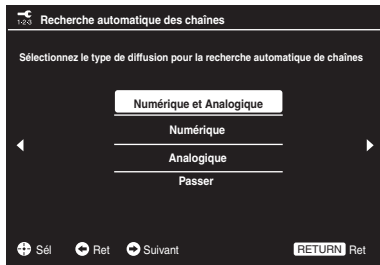 1·2·3 Recherche automatique des chaînes
Sélectionnez le type de diffusion pour la recherche automatique de chaînes
Numérique et Analogique
Numérique
Analogique
Passer
Sél Ret Suivant RETURN Ret